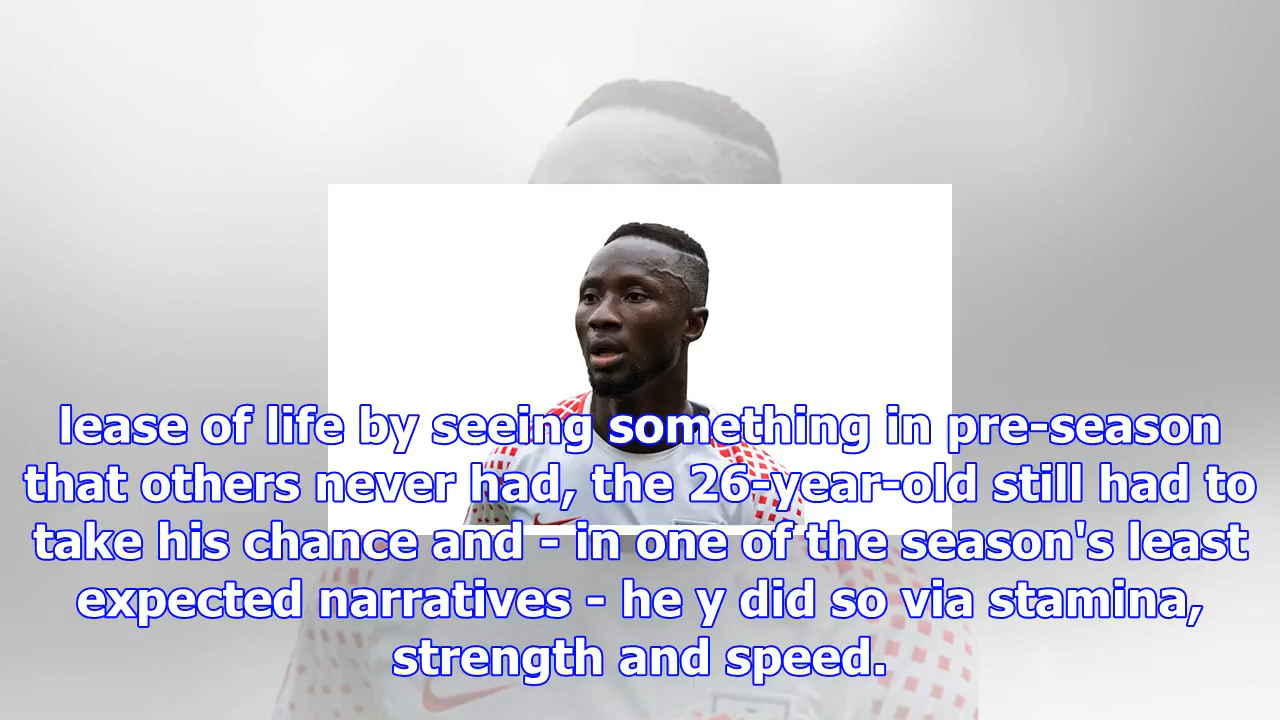 lease of life by seeing something in pre-season
that others never had, the 26-year-old still had to
take his chance and - in one of the season's least
expected narratives - he y did so via stamina,
strength and speed.